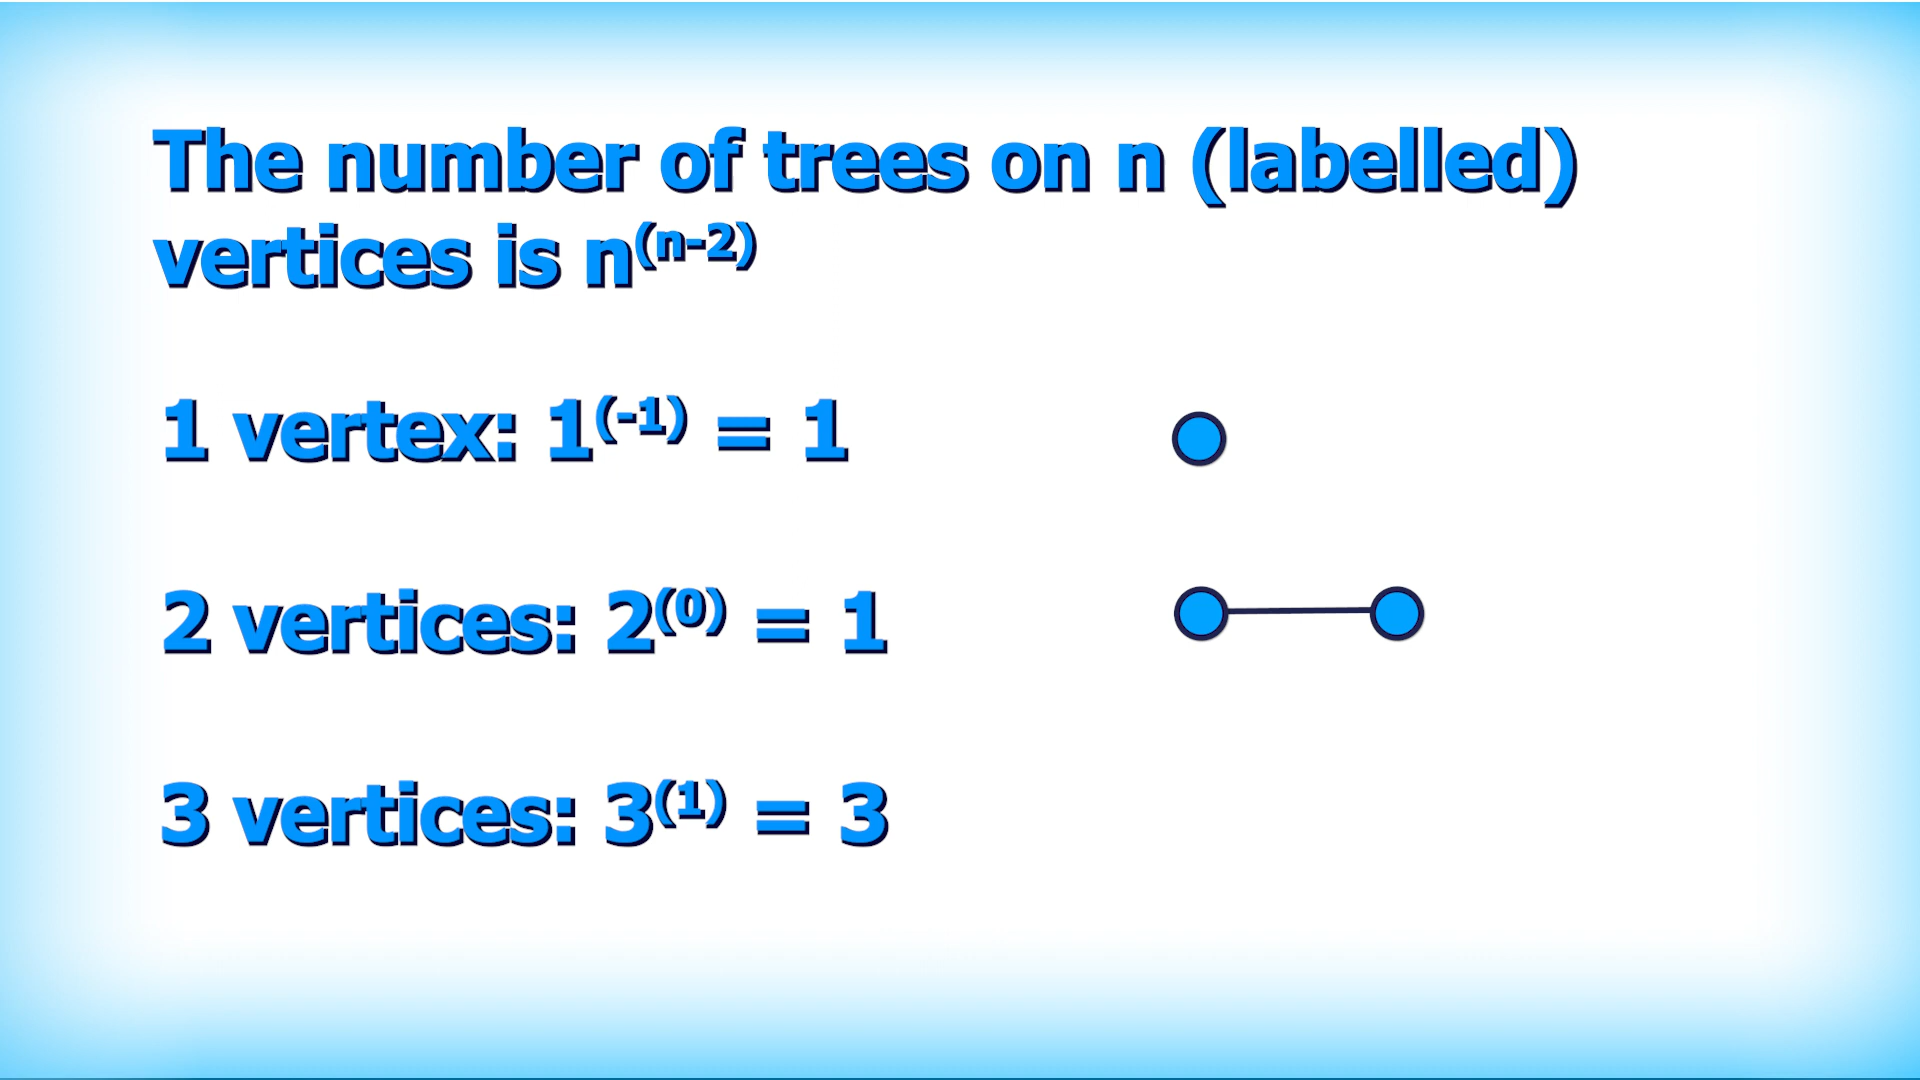 The number of trees on n (labelled)
vertices is n⁽ⁿ⁻²⁾
1 vertex: 1⁽⁻¹⁾ = 1
2 vertices: 2⁽⁰⁾ = 1
3 vertices: 3⁽¹⁾ = 3